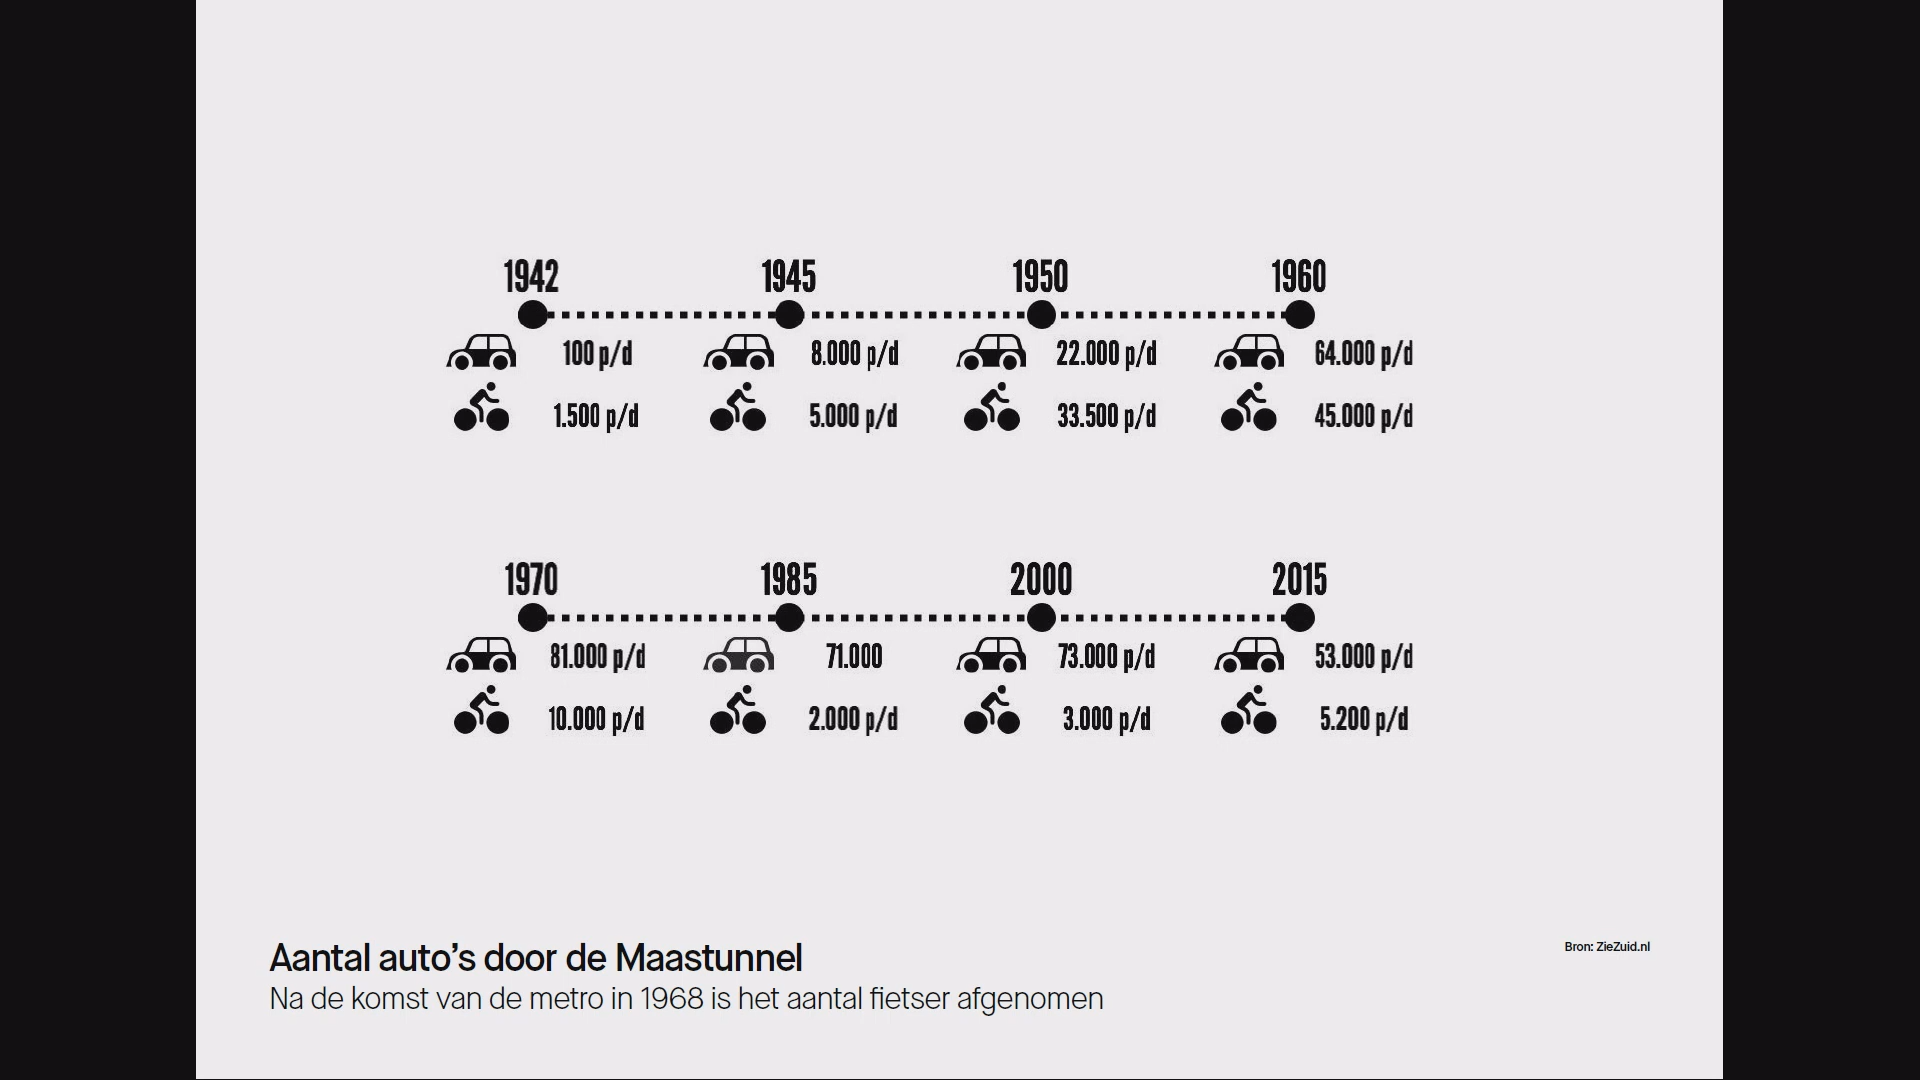 1942 1945 1950 1960
100 p/d 8.000 p/d 22.000 p/d 64.000 p/d
1.500 p/d 5.000 p/d 33.500 p/d 45.000 p/d
1970 1985 2000 2015
81.000 p/d 71.000 73.000 p/d 53.000 p/d
10.000 p/d 2.000 p/d 3.000 p/d 5.200 p/d
Aantal auto’s door de Maastunnel
Na de komst van de metro in 1968 is het aantal fietser afgenomen
Bron: ZieZuid.nl